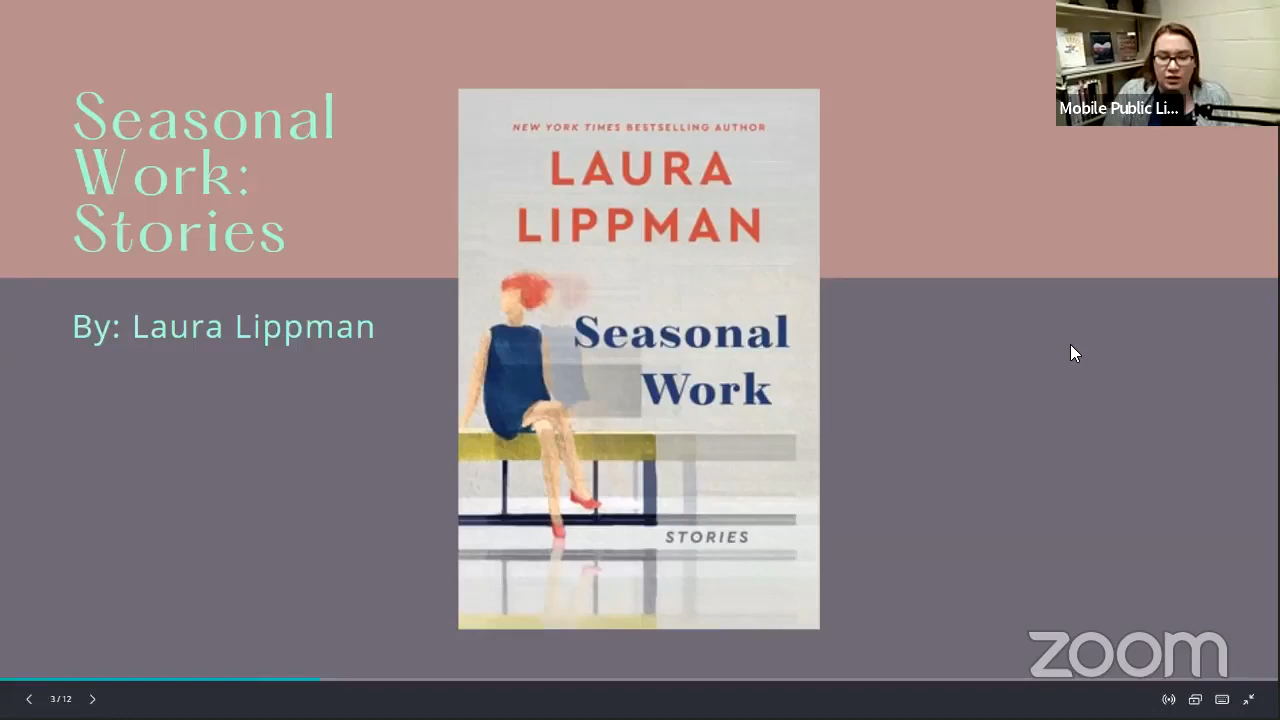 Seasonal
Work:
Stories
By: Laura Lippman
NEW YORK TIMES BESTSELLING AUTHOR
LAURA
LIPPMAN
Seasonal
Work
STORIES
Mobile Public Li...
zoom
3 / 12